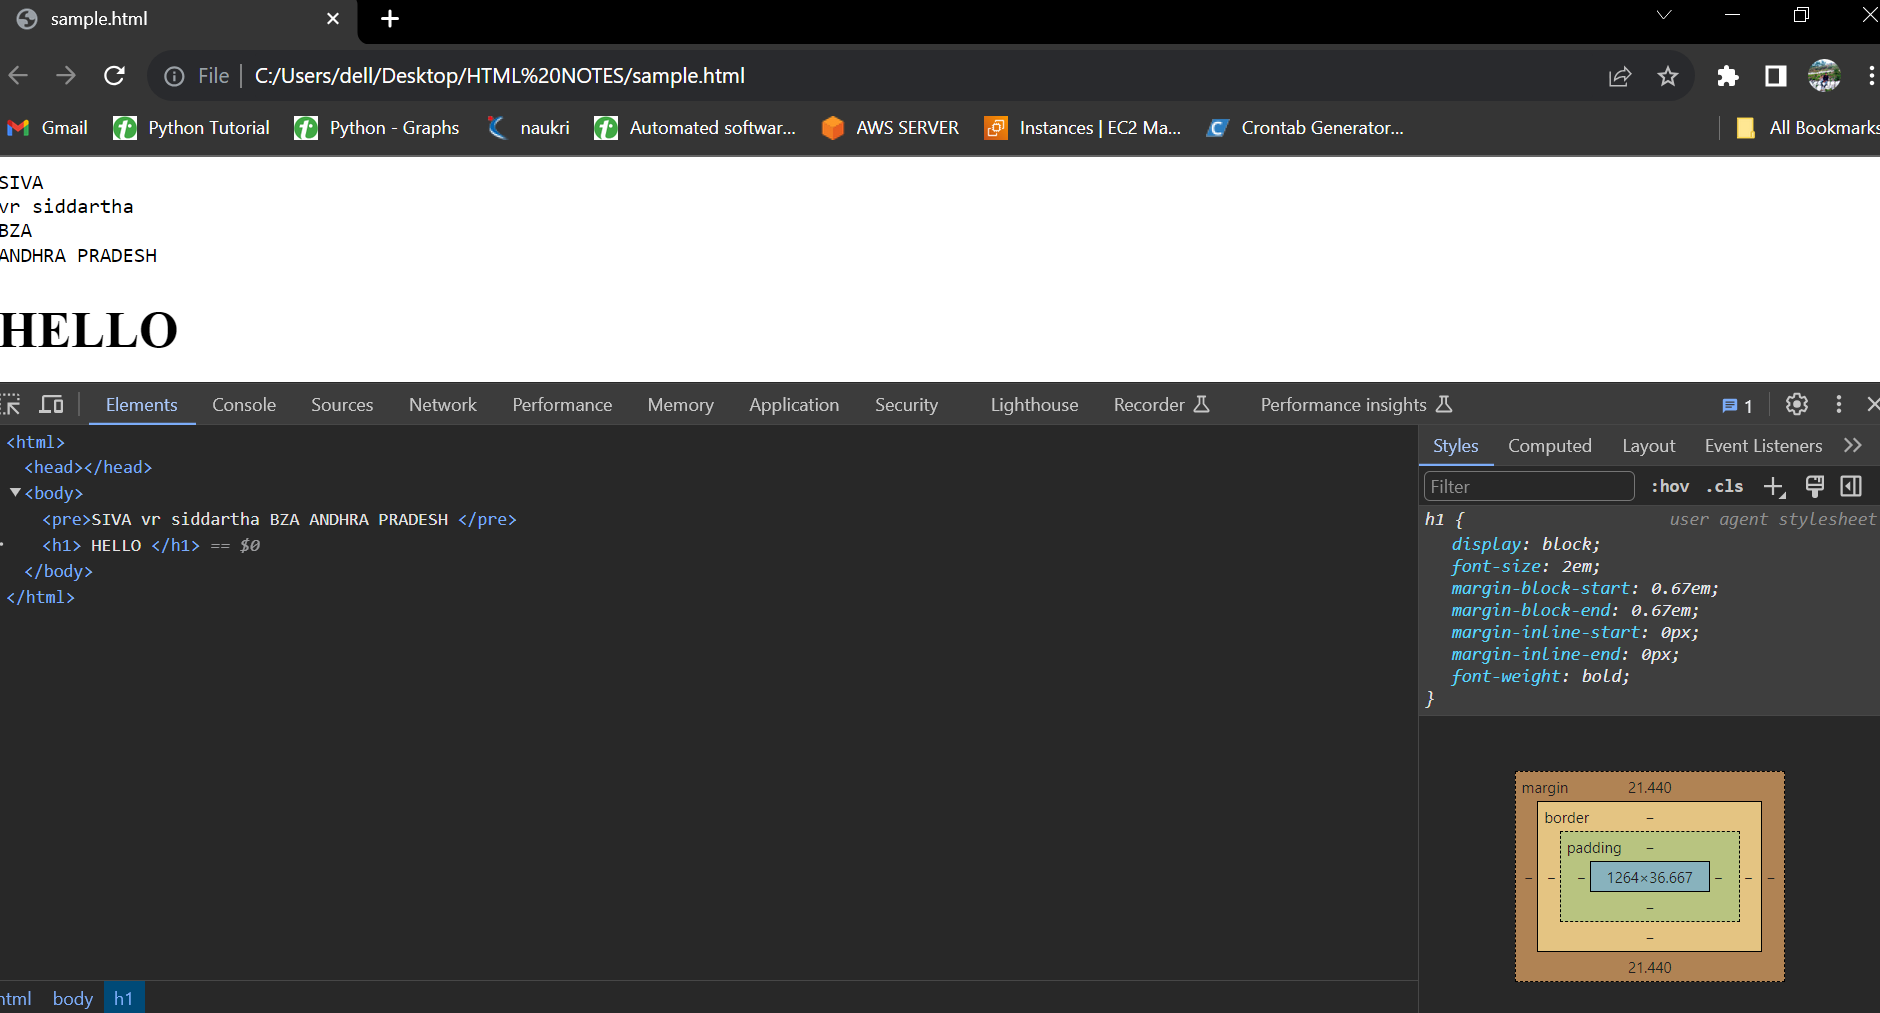 sample.html
File | C:/Users/dell/Desktop/HTML%20NOTES/sample.html
Gmail Python Tutorial Python - Graphs naukri Automated softwar... AWS SERVER Instances | EC2 Ma... Crontab Generator... All Bookmarks
SIVA
vr siddartha
BZA
ANDHRA PRADESH
HELLO
Elements Console Sources Network Performance Memory Application Security Lighthouse Recorder Performance insights 1
<html>
<head></head>
<body>
<pre>SIVA vr siddartha BZA ANDHRA PRADESH </pre>
<h1> HELLO </h1> == $0
</body>
</html>
html body h1
Styles Computed Layout Event Listeners
Filter :hov .cls
h1 { user agent stylesheet
display: block;
font-size: 2em;
margin-block-start: 0.67em;
margin-block-end: 0.67em;
margin-inline-start: 0px;
margin-inline-end: 0px;
font-weight: bold;
}
margin 21.440
border –
padding –
– – – 1264×36.667 – – –
–
–
21.440